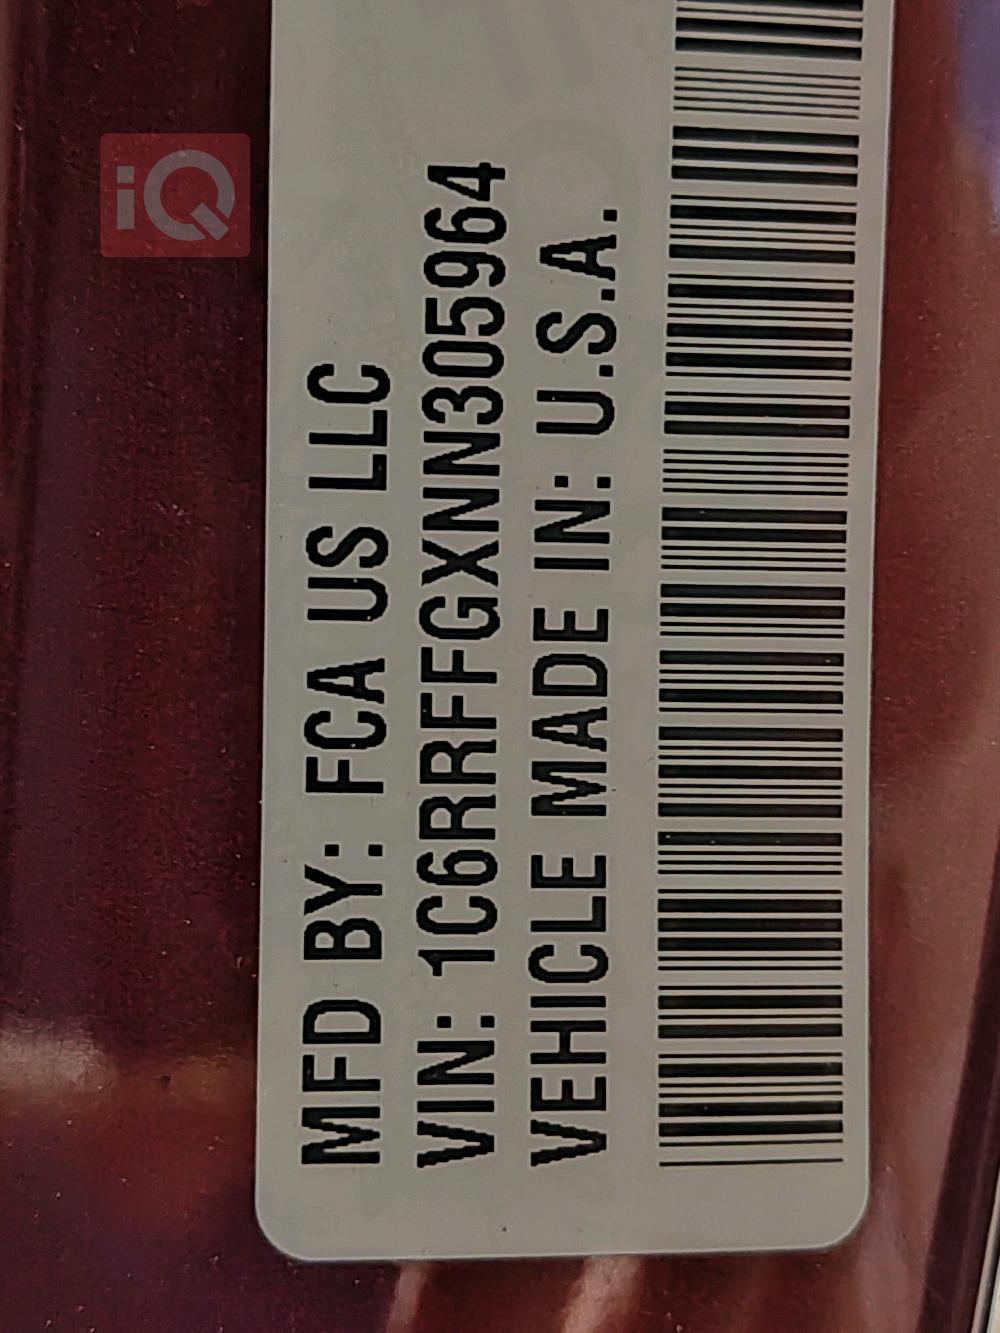 MFD BY: FCA US LLC
VIN: 1C6RRFFGXNN305964
VEHICLE MADE IN: U.S.A.
iQ